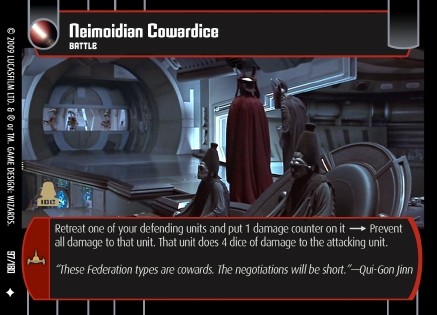 Neimoidian Cowardice
BATTLE
© 2009 LUCASFILM LTD. & ® or TM. GAME DESIGN: WIZARDS.
IDC
Retreat one of your defending units and put 1 damage counter on it → Prevent
all damage to that unit. That unit does 4 dice of damage to the attacking unit.
"These Federation types are cowards. The negotiations will be short."—Qui-Gon Jinn